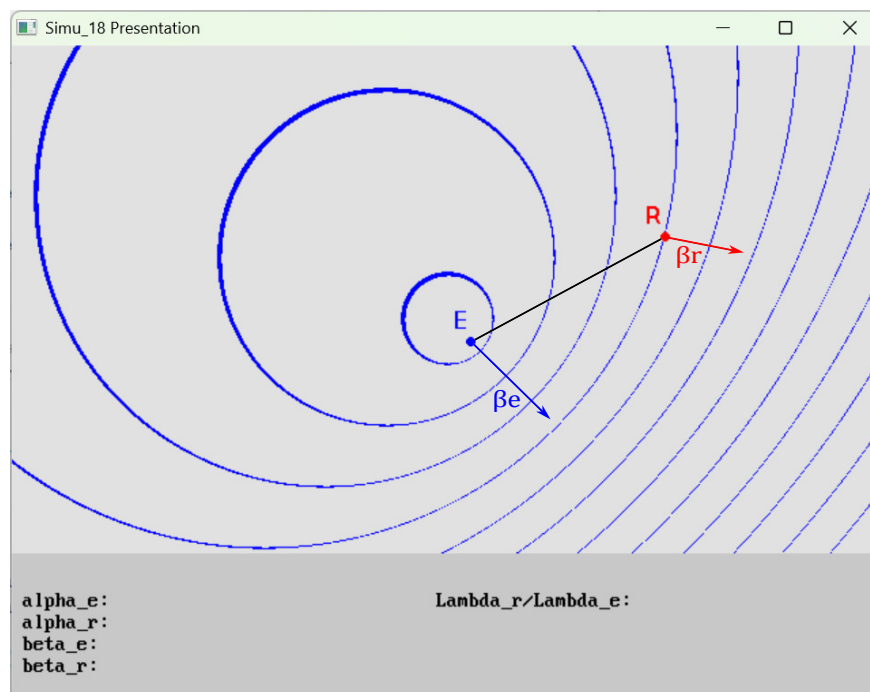 Simu_18 Presentation
R
βr
E
βe
alpha_e: Lambda_r/Lambda_e:
alpha_r:
beta_e:
beta_r: